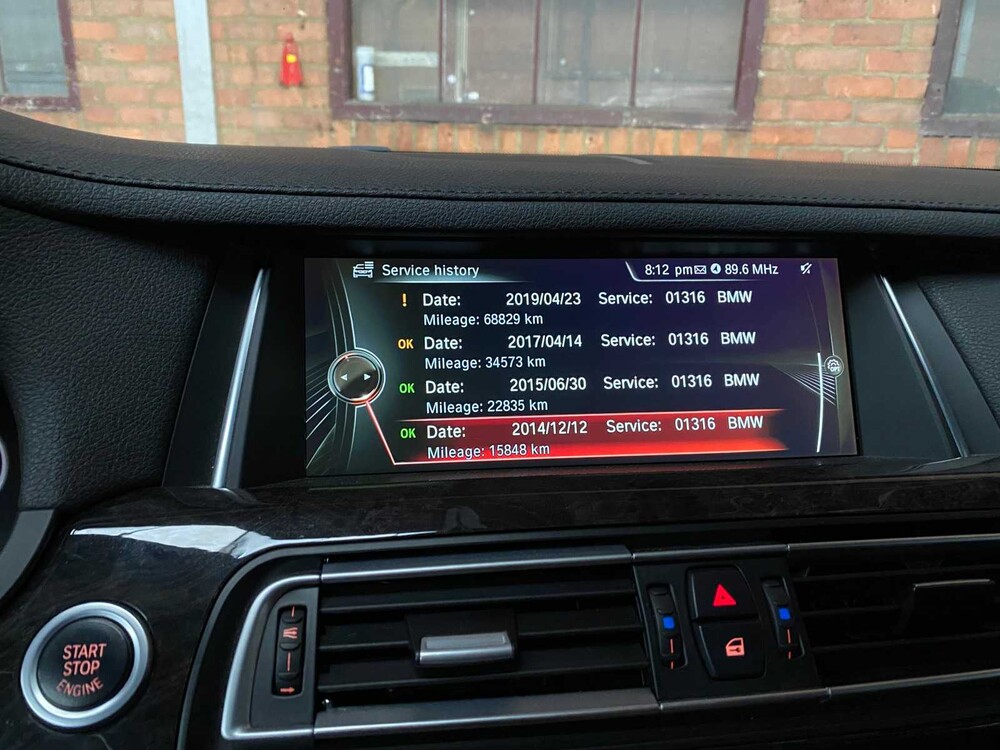 Service history 8:12 pm 89.6 MHz
! Date: 2019/04/23 Service: 01316 BMW
Mileage: 68829 km
OK Date: 2017/04/14 Service: 01316 BMW
Mileage: 34573 km
OK Date: 2015/06/30 Service: 01316 BMW
Mileage: 22835 km
OK Date: 2014/12/12 Service: 01316 BMW
Mileage: 15848 km
START
STOP
ENGINE